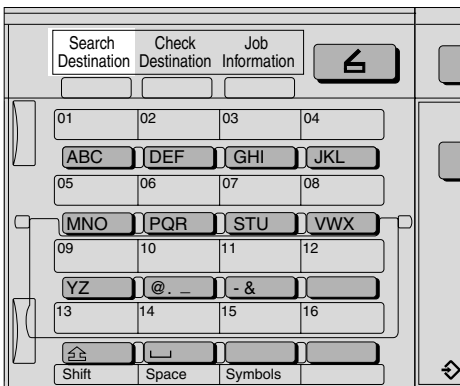 Search Destination
Check Destination
Job Information
01 02 03 04
ABC DEF GHI JKL
05 06 07 08
MNO PQR STU VWX
09 10 11 12
YZ @. _ - &
13 14 15 16
Shift Space Symbols